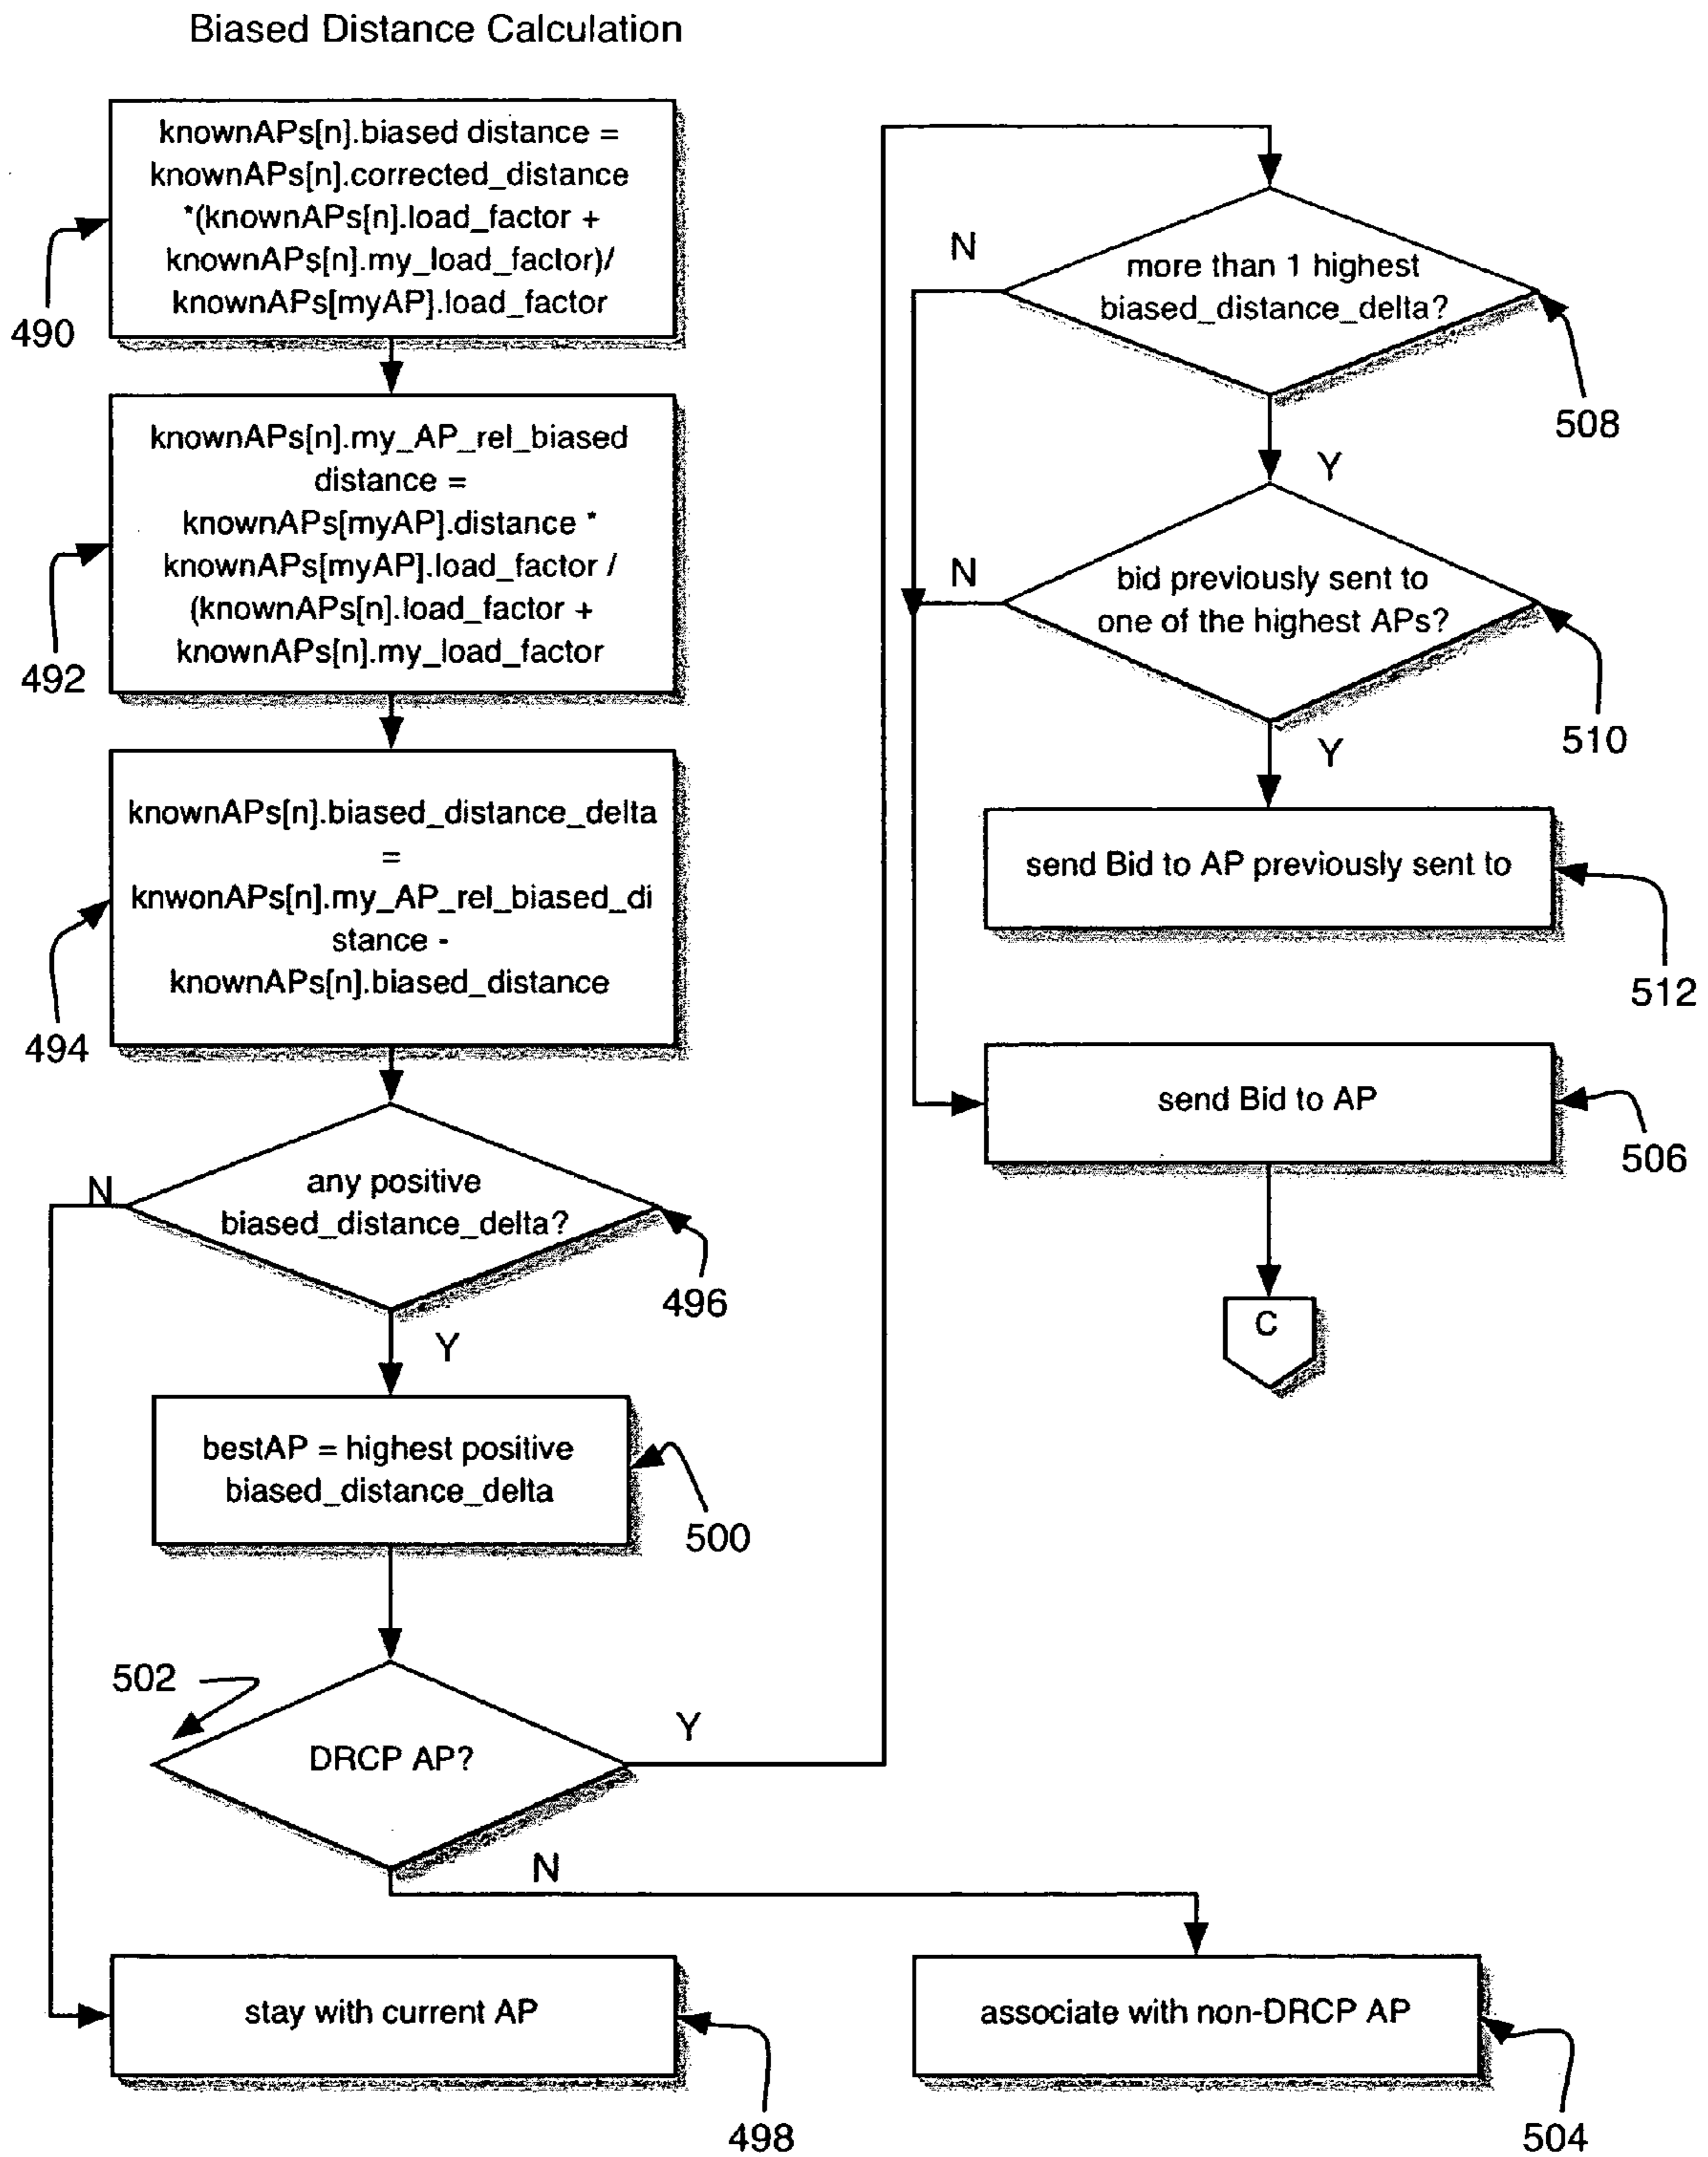 Biased Distance Calculation
knownAPs[n].biased distance =
knownAPs[n].corrected_distance
*(knownAPs[n].load_factor +
knownAPs[n].my_load_factor)/
knownAPs[myAP].load_factor
490
knownAPs[n].my_AP_rel_biased
distance =
knownAPs[myAP].distance *
knownAPs[myAP].load_factor /
(knownAPs[n].load_factor +
knownAPs[n].my_load_factor
492
knownAPs[n].biased_distance_delta
=
knwonAPs[n].my_AP_rel_biased_di
stance -
knownAPs[n].biased_distance
494
N
any positive
biased_distance_delta?
496
Y
bestAP = highest positive
biased_distance_delta
500
502
DRCP AP?
Y
N
stay with current AP
498
associate with non-DRCP AP
504
N
more than 1 highest
biased_distance_delta?
508
Y
N
bid previously sent to
one of the highest APs?
510
Y
send Bid to AP previously sent to
512
send Bid to AP
506
C